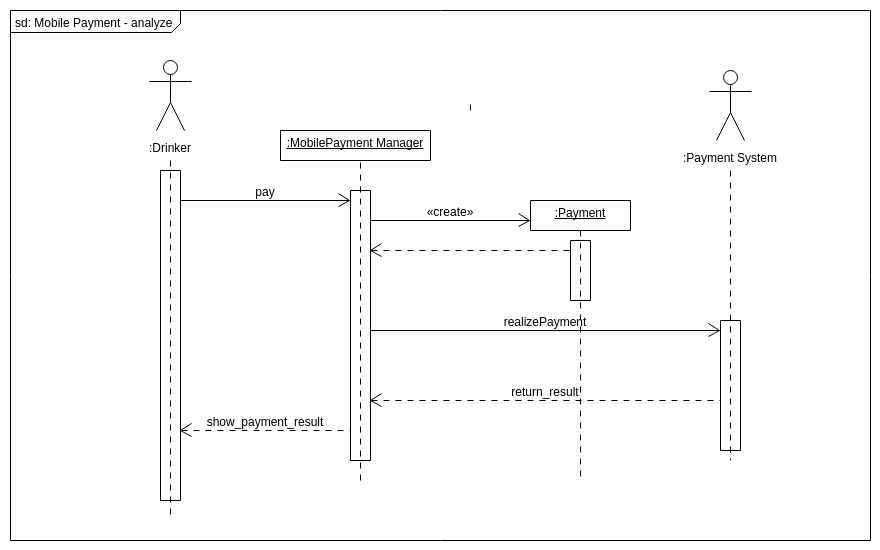 sd: Mobile Payment - analyze
:Drinker
:MobilePayment Manager
:Payment System
pay
«create»
:Payment
realizePayment
return_result
show_payment_result